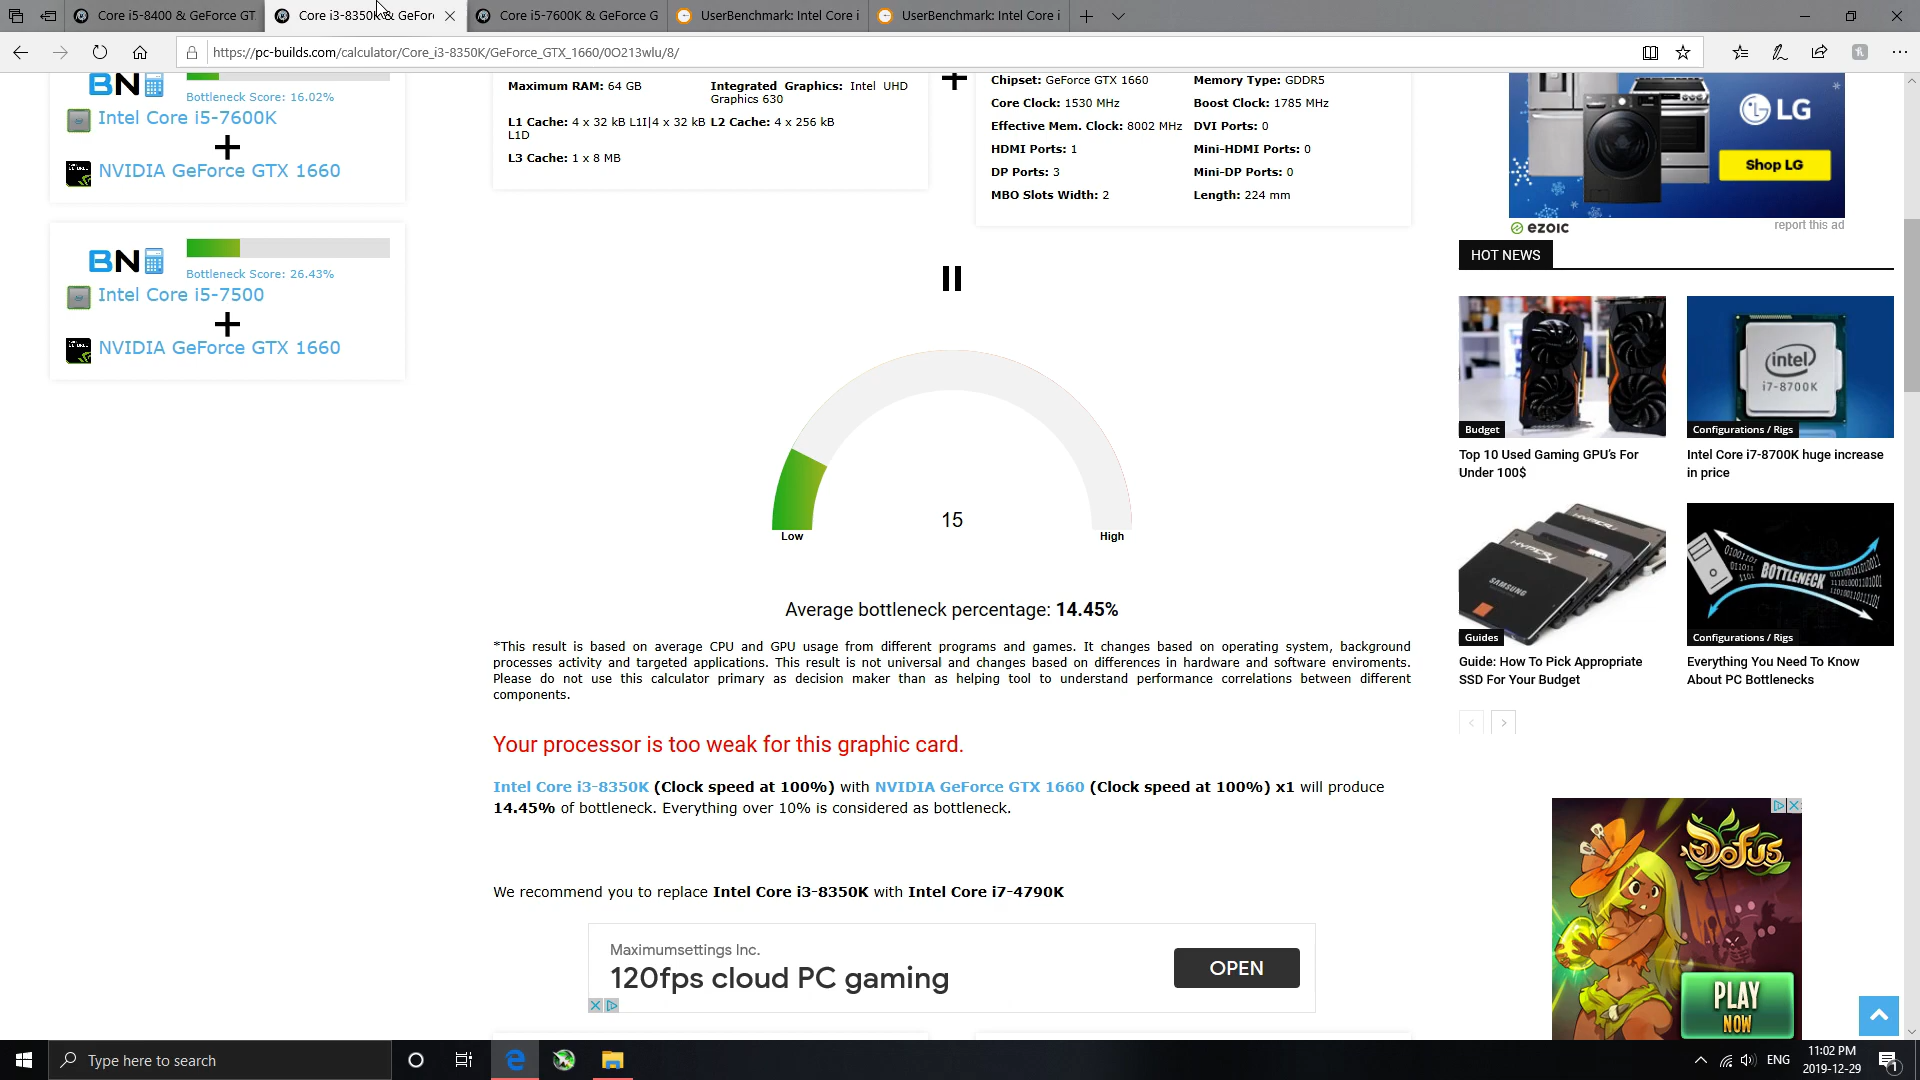 Core i5-8400 & GeForce GT
Core i3-8350K & GeFor
Core i5-7600K & GeForce G
UserBenchmark: Intel Core i
UserBenchmark: Intel Core i
https://pc-builds.com/calculator/Core_i3-8350K/GeForce_GTX_1660/0O213wlu/8/
BN
Bottleneck Score: 16.02%
Intel Core i5-7600K
+
NVIDIA GeForce GTX 1660
BN
Bottleneck Score: 26.43%
Intel Core i5-7500
+
NVIDIA GeForce GTX 1660
Maximum RAM: 64 GB
Integrated Graphics: Intel UHD
Graphics 630
L1 Cache: 4 x 32 kB L1I|4 x 32 kB
L1D
L2 Cache: 4 x 256 kB
L3 Cache: 1 x 8 MB
+
Chipset: GeForce GTX 1660
Memory Type: GDDR5
Core Clock: 1530 MHz
Boost Clock: 1785 MHz
Effective Mem. Clock: 8002 MHz
DVI Ports: 0
HDMI Ports: 1
Mini-HDMI Ports: 0
DP Ports: 3
Mini-DP Ports: 0
MBO Slots Width: 2
Length: 224 mm
15
Low
High
Average bottleneck percentage: 14.45%
*This result is based on average CPU and GPU usage from different programs and games. It changes based on operating system, background
processes activity and targeted applications. This result is not universal and changes based on differences in hardware and software enviroments.
Please do not use this calculator primary as decision maker than as helping tool to understand performance correlations between different
components.
Your processor is too weak for this graphic card.
Intel Core i3-8350K (Clock speed at 100%) with NVIDIA GeForce GTX 1660 (Clock speed at 100%) x1 will produce
14.45% of bottleneck. Everything over 10% is considered as bottleneck.
We recommend you to replace Intel Core i3-8350K with Intel Core i7-4790K
Maximumsettings Inc.
120fps cloud PC gaming
OPEN
LG
Shop LG
ezoic
report this ad
HOT NEWS
Budget
Top 10 Used Gaming GPU's For
Under 100$
intel
i7-8700K
Configurations / Rigs
Intel Core i7-8700K huge increase
in price
SAMSUNG
Guides
Guide: How To Pick Appropriate
SSD For Your Budget
BOTTLENECK
Configurations / Rigs
Everything You Need To Know
About PC Bottlenecks
DOFUS
PLAY
NOW
Type here to search
ENG
11:02 PM
2019-12-29
1